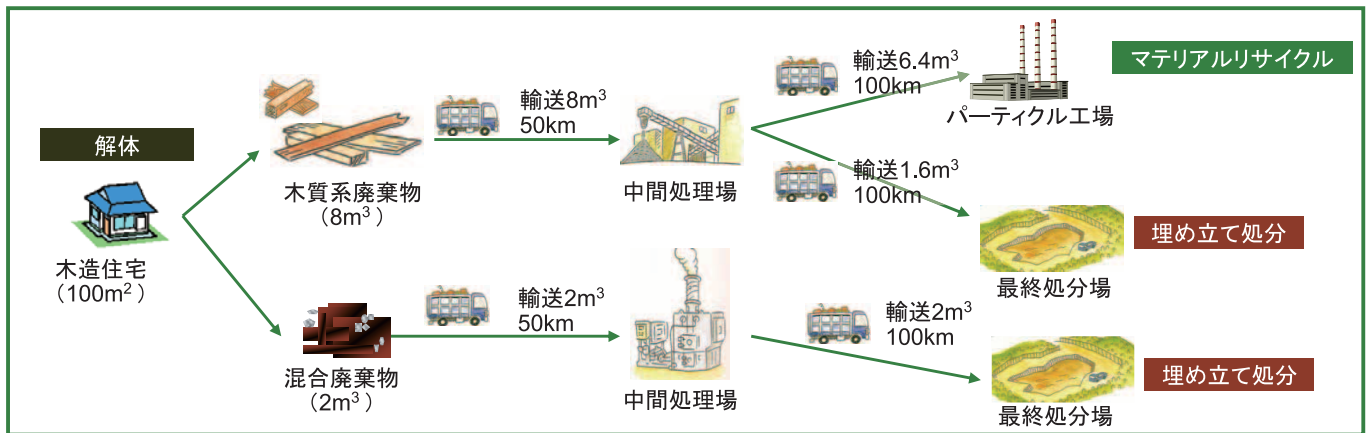 解体
木造住宅
（100m²）
木質系廃棄物
（8m³）
輸送8m³
50km
中間処理場
輸送6.4m³
100km
パーティクル工場
マテリアルリサイクル
輸送1.6m³
100km
最終処分場
埋め立て処分
混合廃棄物
（2m³）
輸送2m³
50km
中間処理場
輸送2m³
100km
最終処分場
埋め立て処分